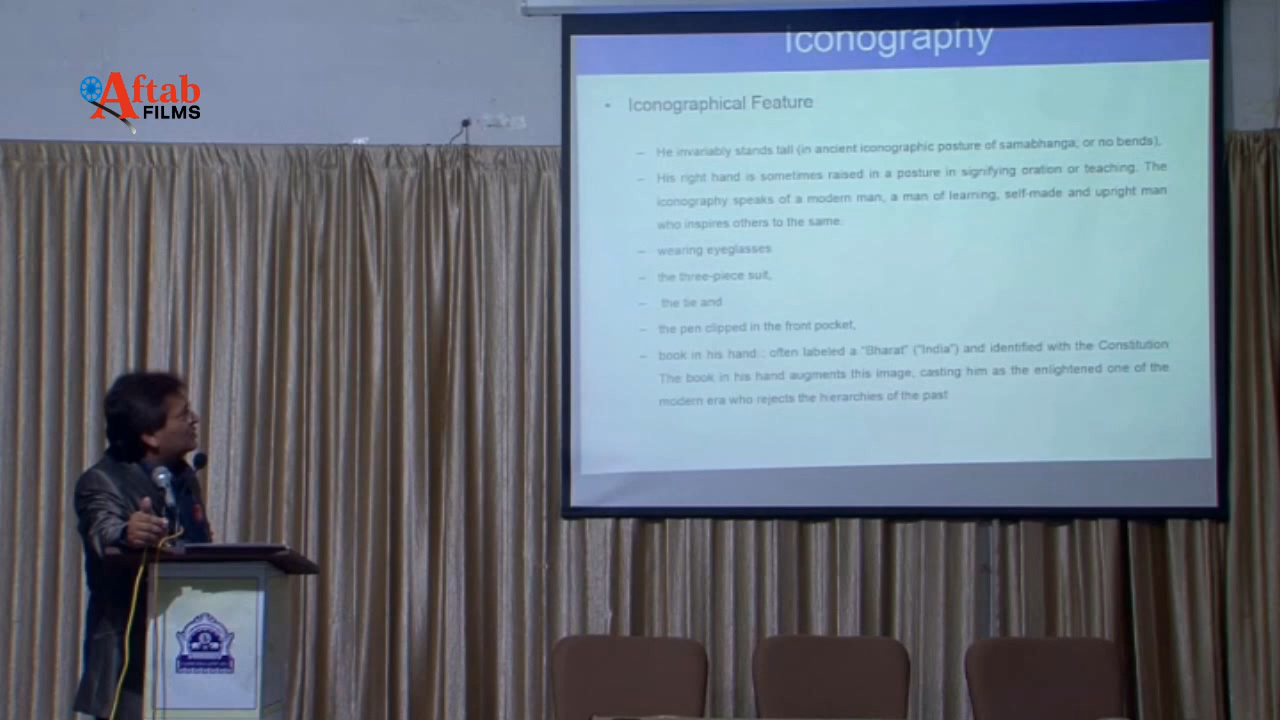 Aftab
FILMS
Iconography
• Iconographical Feature
– He invariably stands tall (in ancient iconographic posture of samabhanga, or no bends),
– His right hand is sometimes raised in a posture in signifying oration or teaching. The
iconography speaks of a modern man, a man of learning, self-made and upright man
who inspires others to the same.
– wearing eyeglasses
– the three-piece suit,
– the tie and
– the pen clipped in the front pocket,
– book in his hand., often labeled a "Bharat" ("India") and identified with the Constitution
The book in his hand augments this image, casting him as the enlightened one of the
modern era who rejects the hierarchies of the past